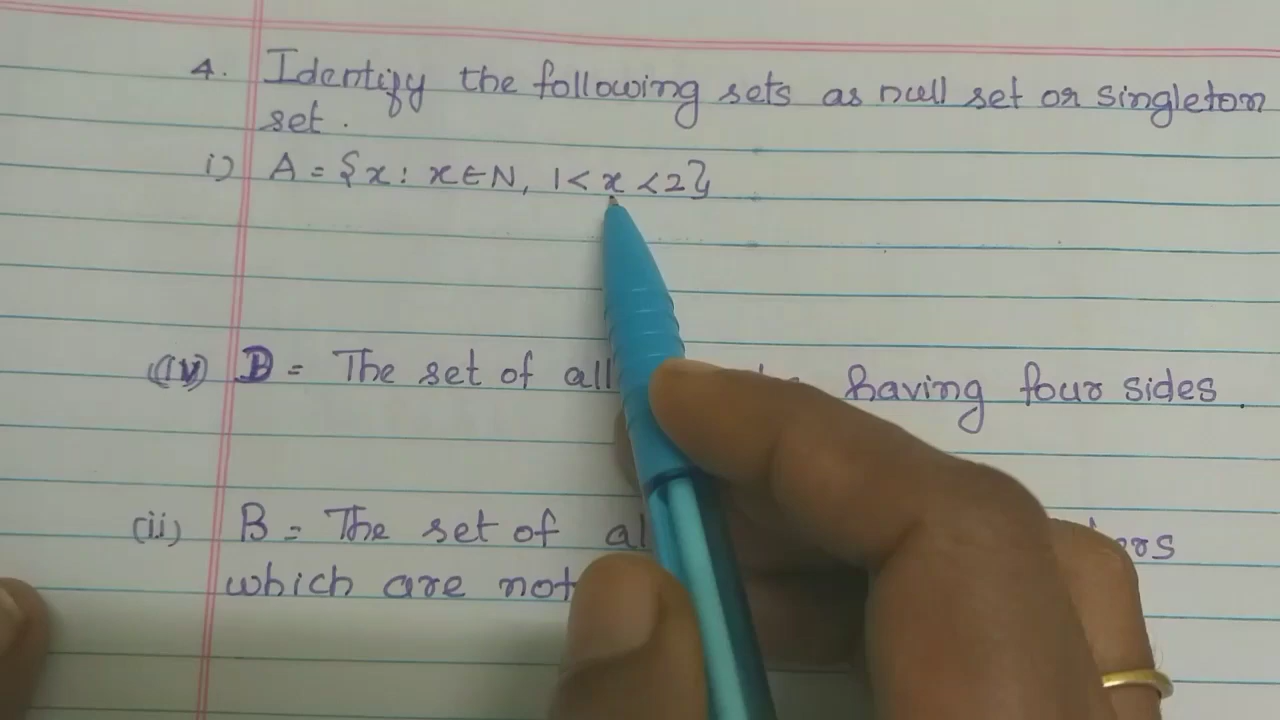 4. Identify the following sets as null set or singleton
set.
i) A = {x : x ∈ N, 1 < x < 2}
(iv) D = The set of all having four sides.
(ii) B = The set of
which are not